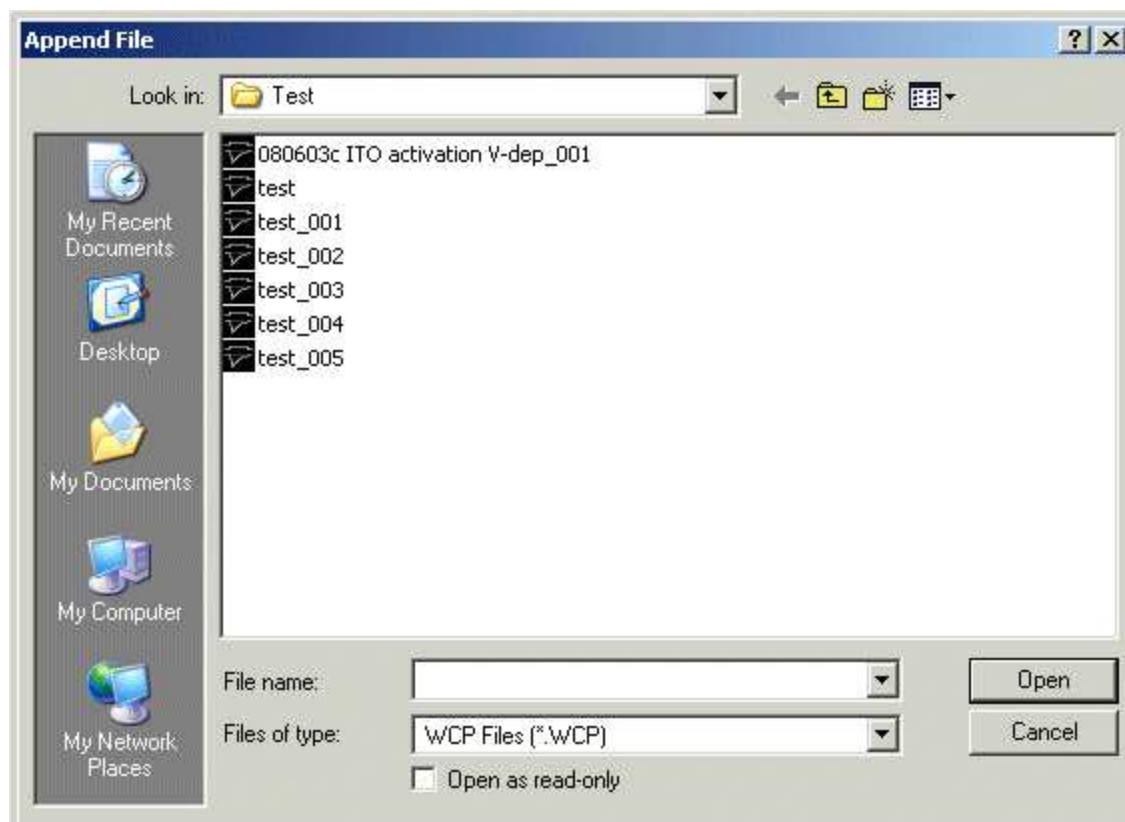 Append File
Look in:
Test
080603c ITO activation V-dep_001
test
test_001
test_002
test_003
test_004
test_005
My Recent
Documents
Desktop
My Documents
My Computer
My Network
Places
File name:
Open
Files of type:
WCP Files (*.WCP)
Cancel
Open as read-only